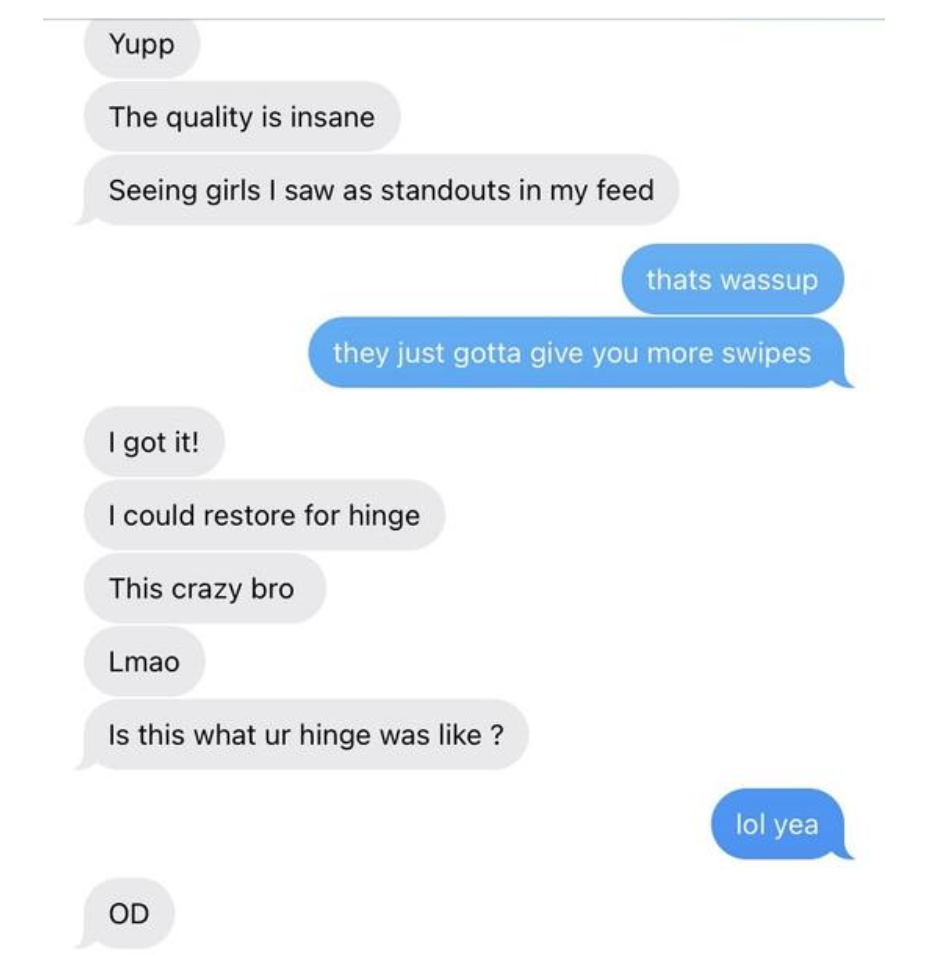 Yupp
The quality is insane
Seeing girls I saw as standouts in my feed
thats wassup
they just gotta give you more swipes
I got it!
I could restore for hinge
This crazy bro
Lmao
Is this what ur hinge was like ?
lol yea
OD